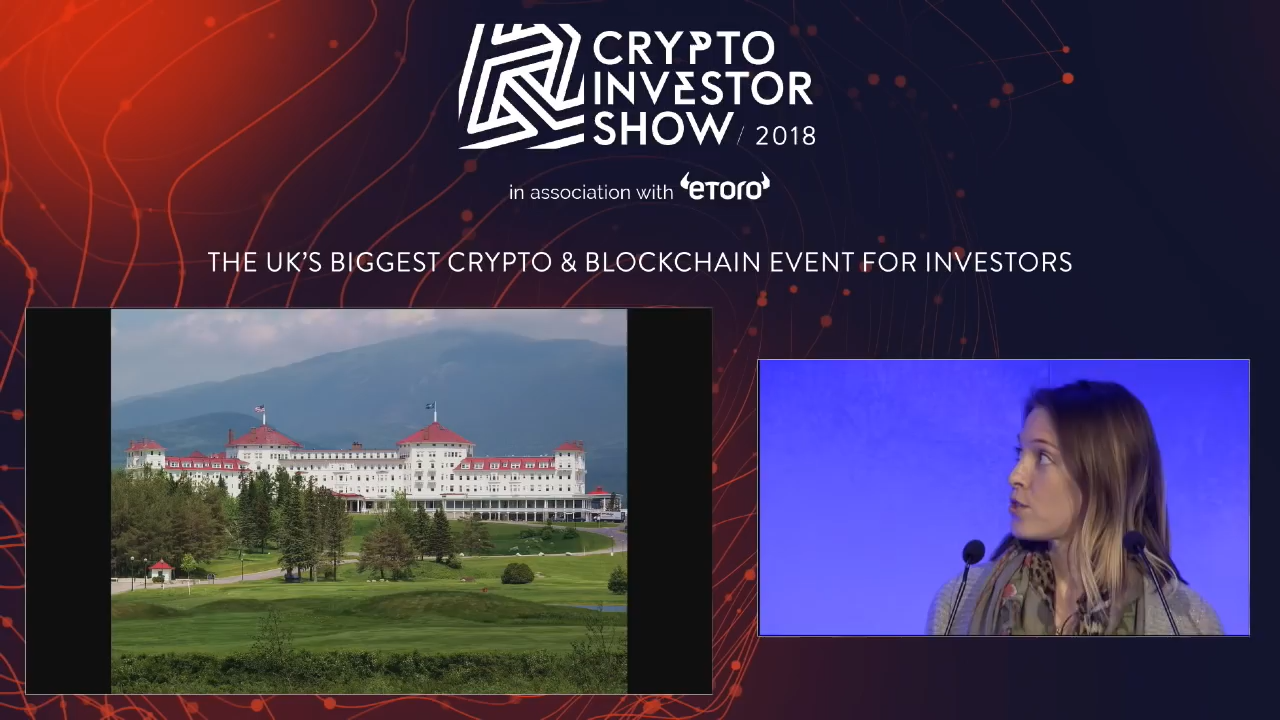 CRYPTO
INVESTOR
SHOW / 2018
in association with eToro
THE UK'S BIGGEST CRYPTO & BLOCKCHAIN EVENT FOR INVESTORS